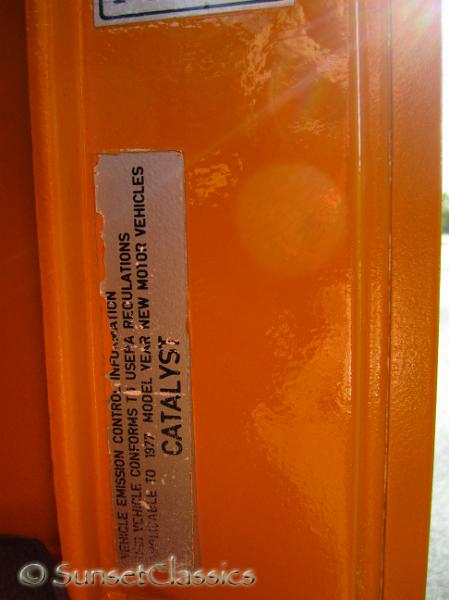 VEHICLE EMISSION CONTROL INFORMATION
VEHICLE CONFORMS TO USEPA REGULATIONS
APPLICABLE TO 1977 MODEL YEAR NEW MOTOR VEHICLES
CATALYST
© SunsetClassics